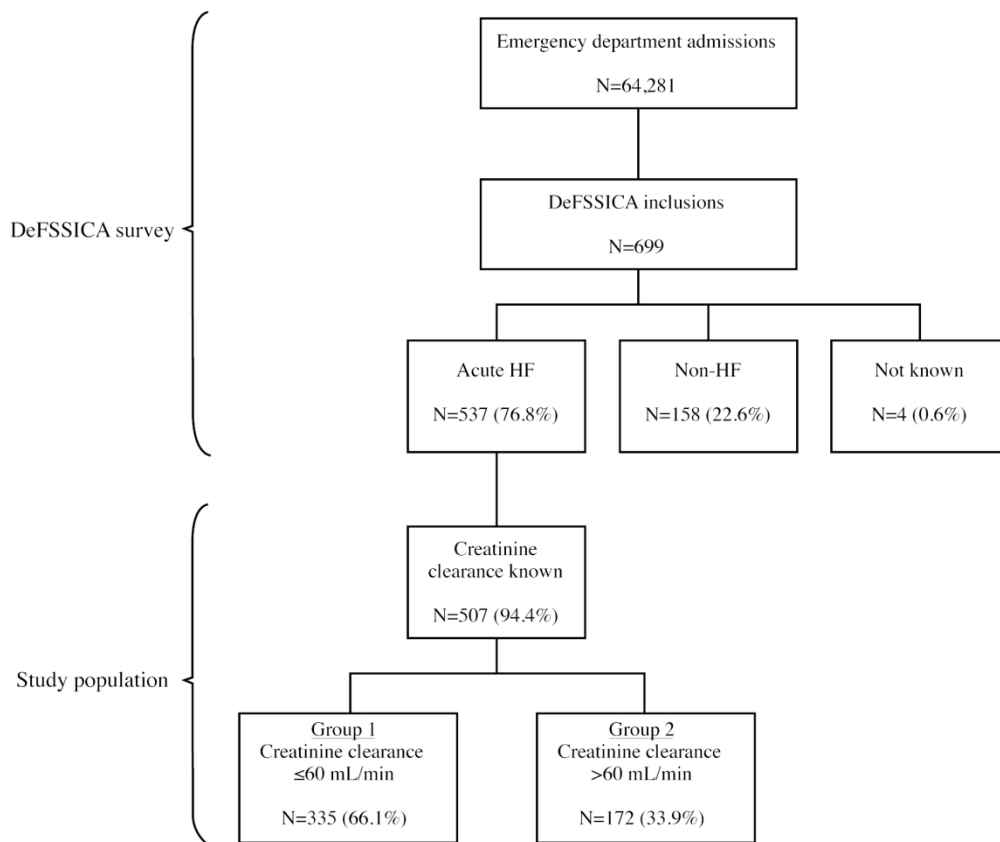 Emergency department admissions
N=64,281
DeFSSICA survey
DeFSSICA inclusions
N=699
Acute HF
N=537 (76.8%)
Non-HF
N=158 (22.6%)
Not known
N=4 (0.6%)
Creatinine
clearance known
N=507 (94.4%)
Study population
Group 1
Creatinine clearance
≤60 mL/min
N=335 (66.1%)
Group 2
Creatinine clearance
>60 mL/min
N=172 (33.9%)